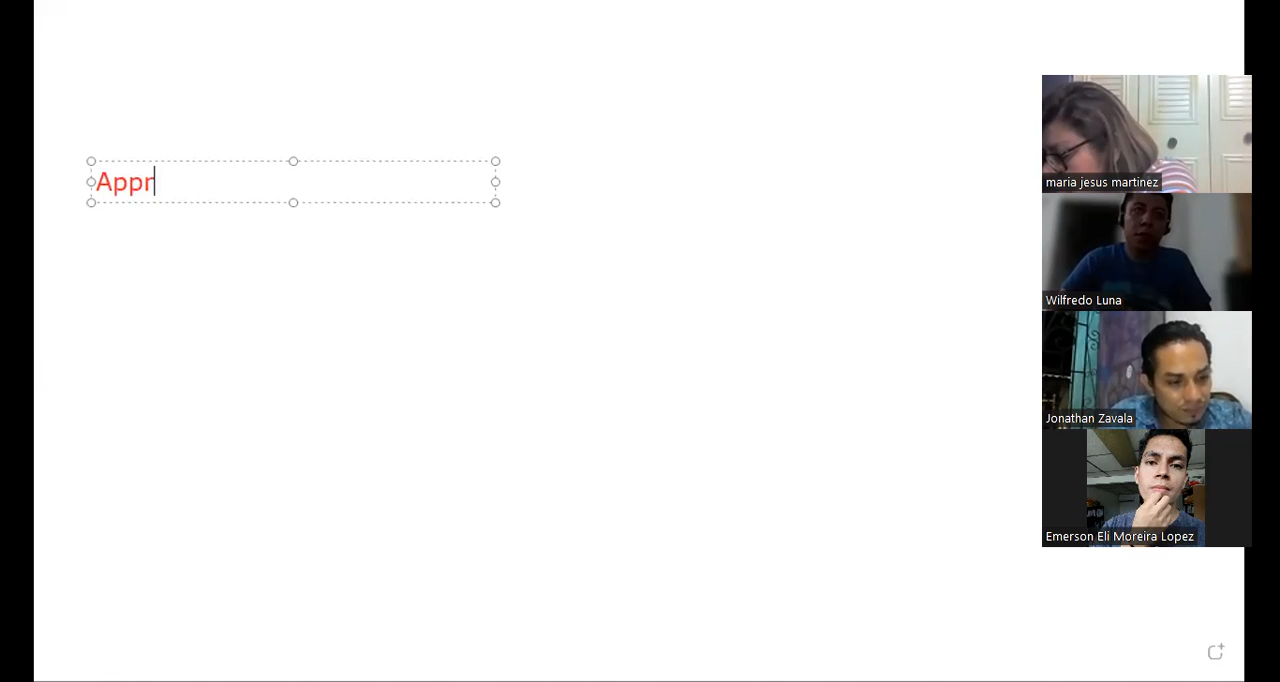 Appr
maria jesus martinez
Wilfredo Luna
Jonathan Zavala
Emerson Eli Moreira Lopez